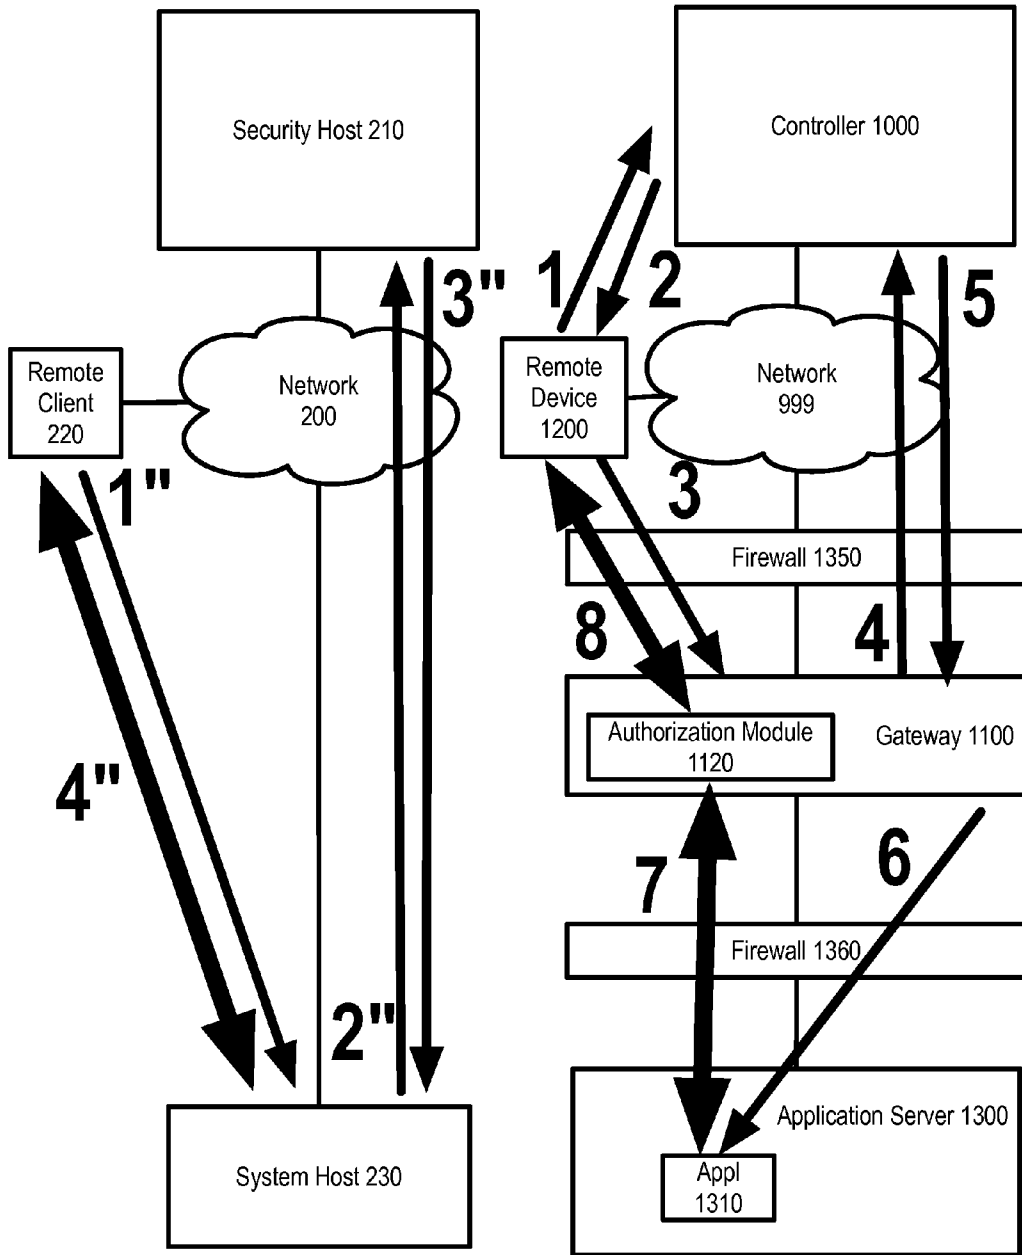 Security Host 210
Controller 1000
1
2
3"
5
Remote
Client
220
Network
200
Remote
Device
1200
Network
999
1"
3
Firewall 1350
8
4
Authorization Module
1120
Gateway 1100
4"
7
6
Firewall 1360
2"
Application Server 1300
System Host 230
Appl
1310